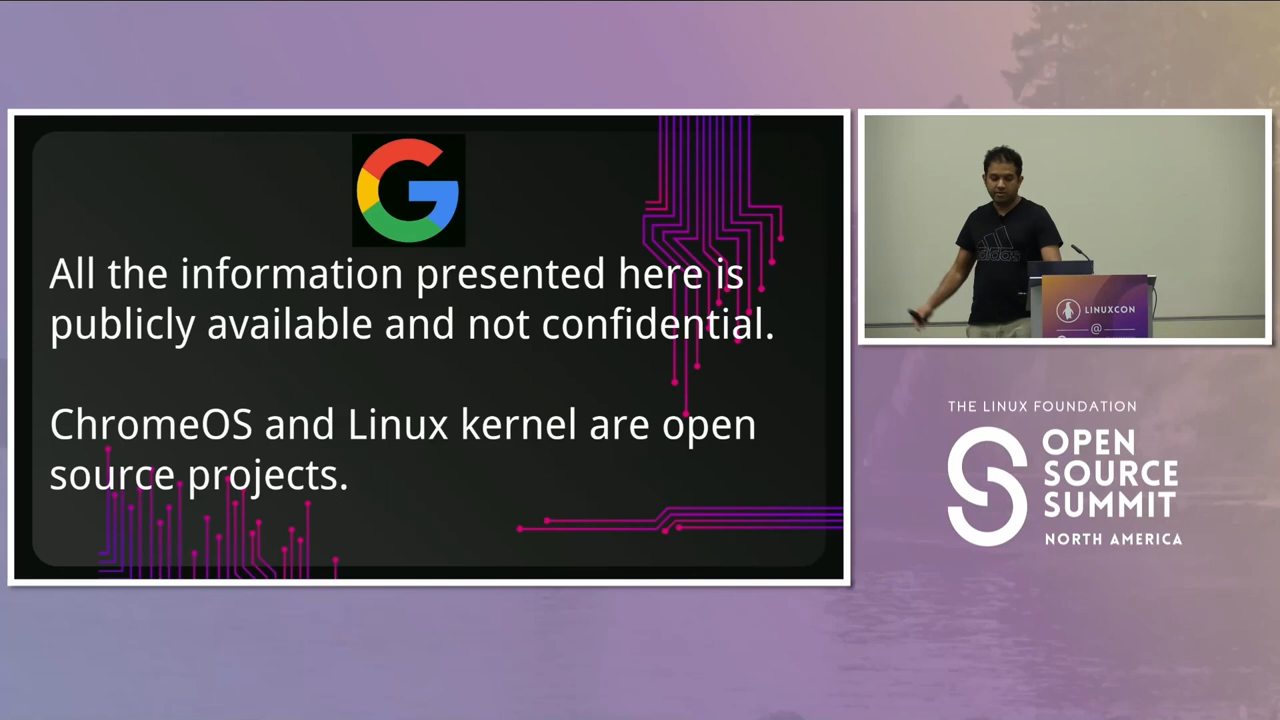 All the information presented here is
publicly available and not confidential.
ChromeOS and Linux kernel are open
source projects.
adidas
LINUXCON
@
THE LINUX FOUNDATION
OPEN
SOURCE
SUMMIT
NORTH AMERICA